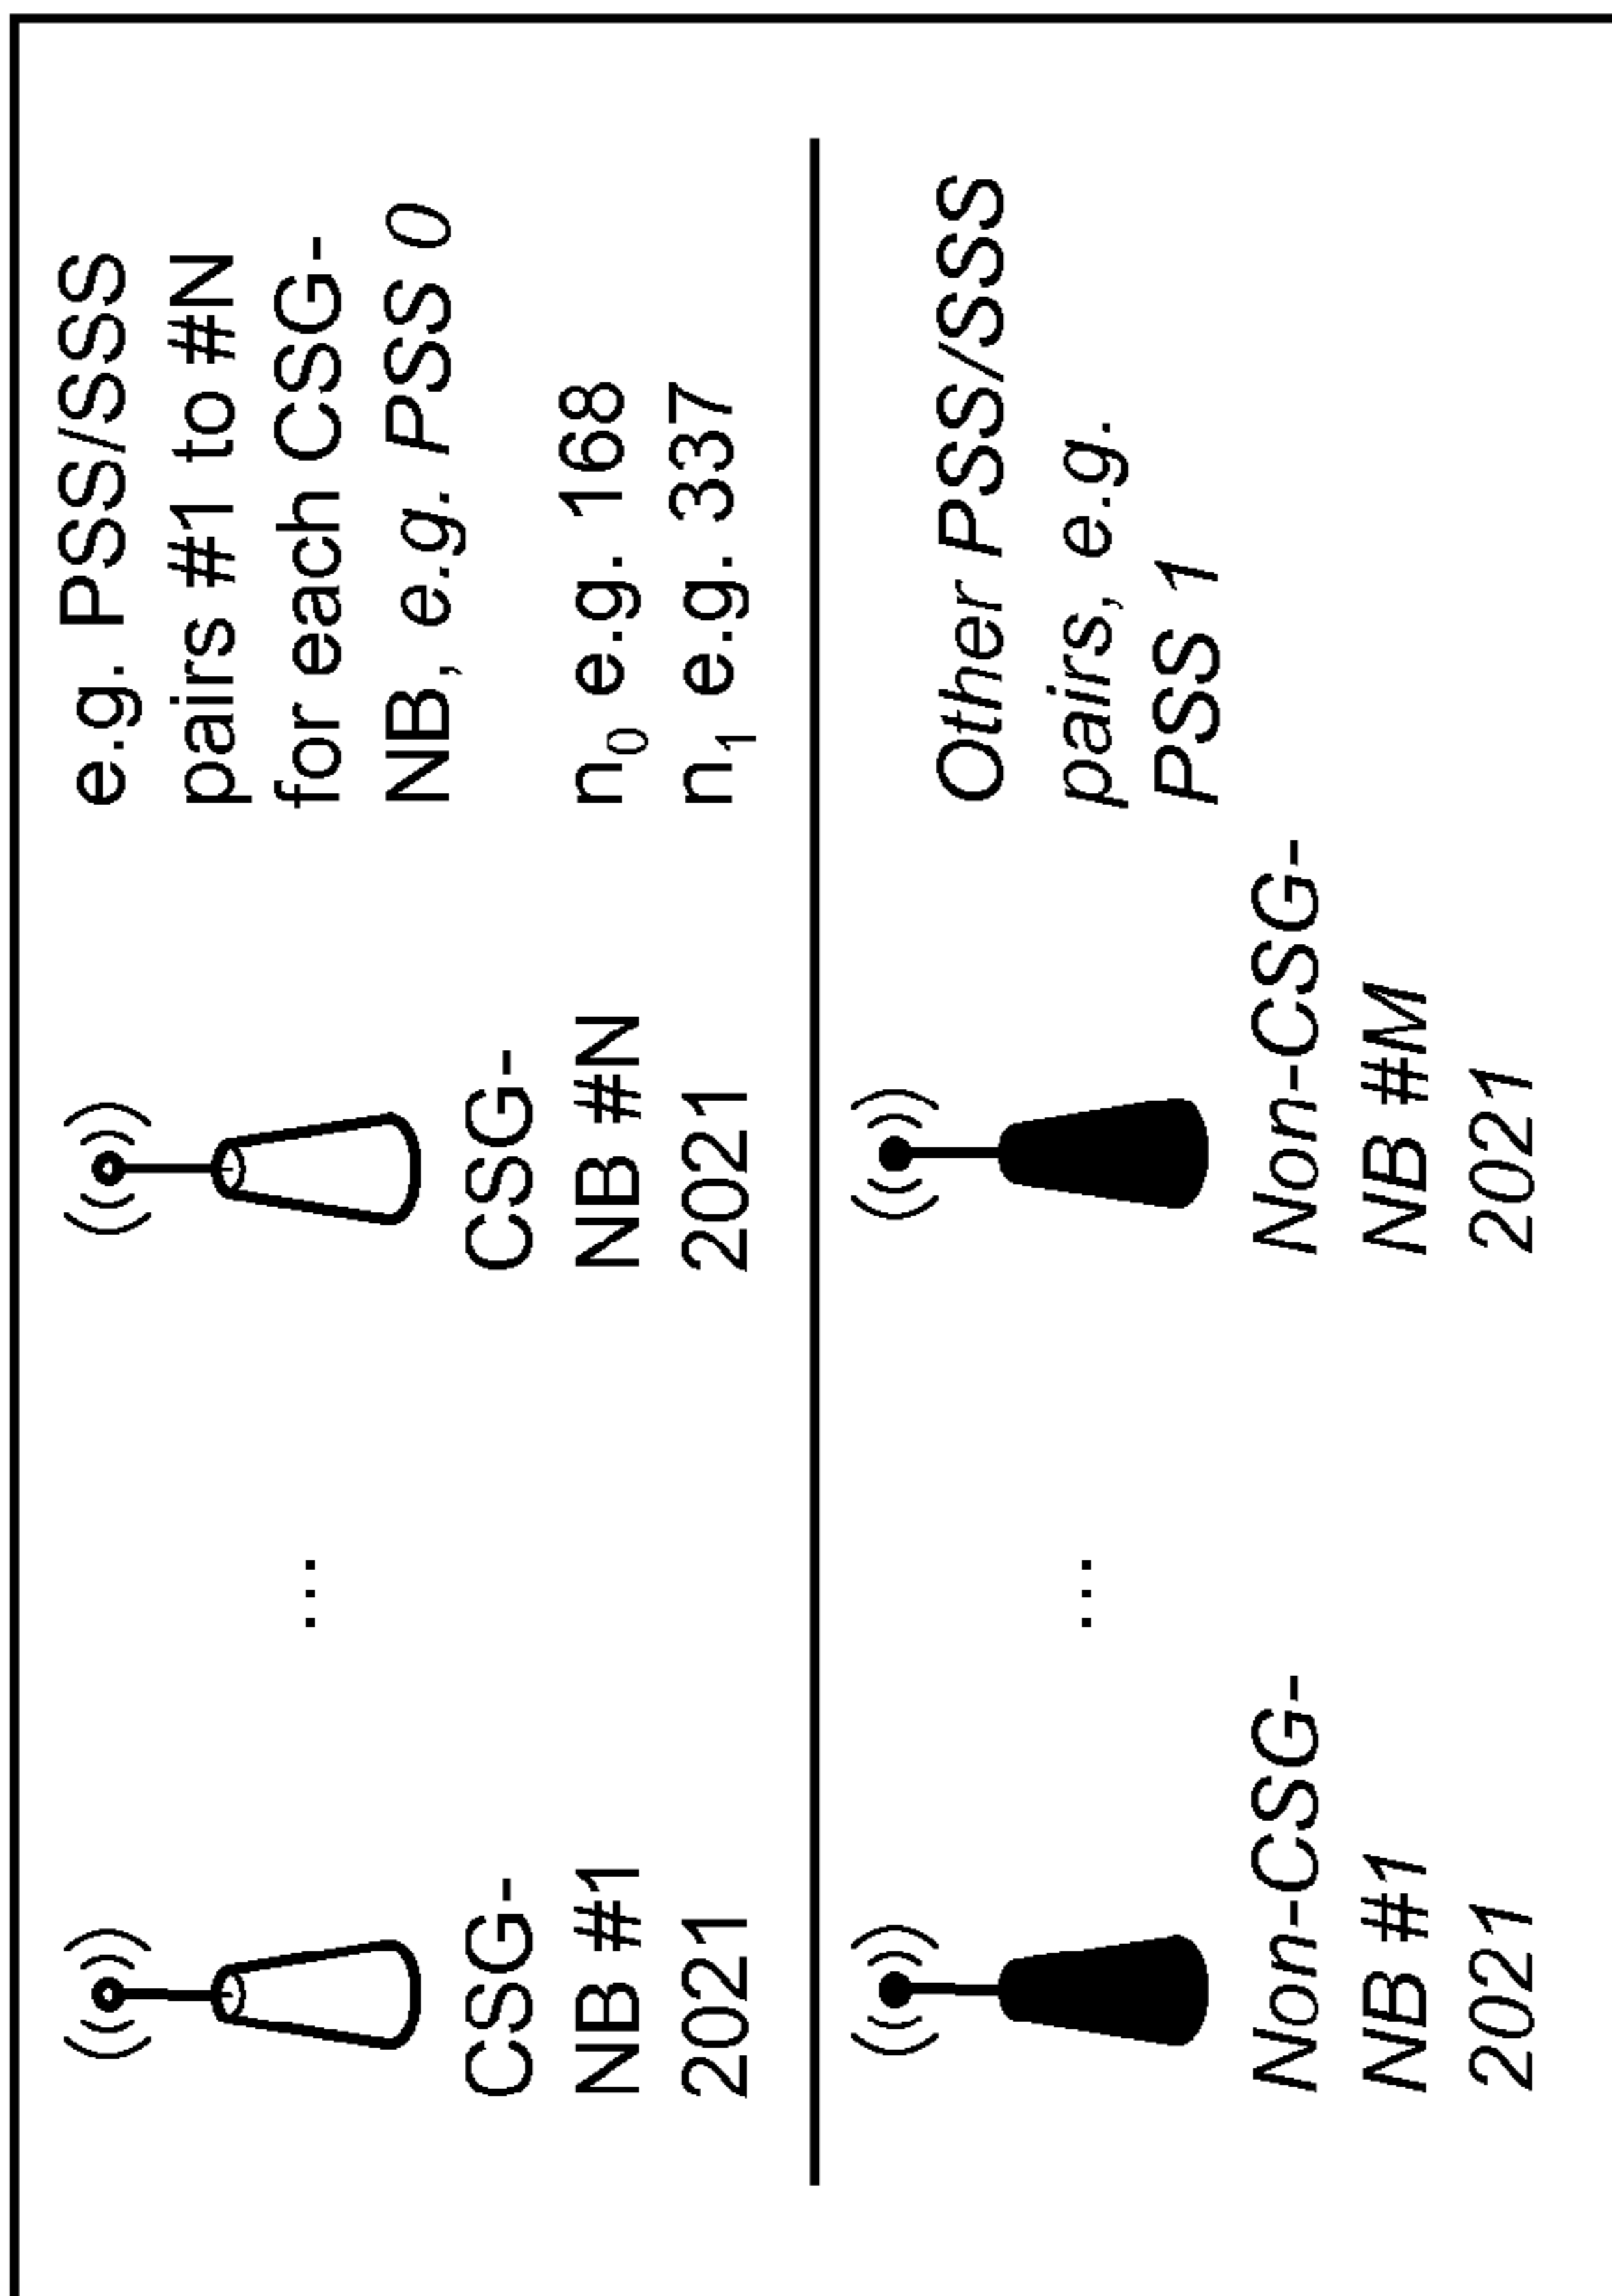 CSG-
NB #1
2021
...
CSG-
NB #N
2021
e.g. PSS/SSS
pairs #1 to #N
for each CSG-
NB, e.g. PSS 0
n₀ e.g. 168
n₁ e.g. 337
Non-CSG-
NB #1
2021
...
Non-CSG-
NB #M
2021
Other PSS/SSS
pairs, e.g.
PSS 1